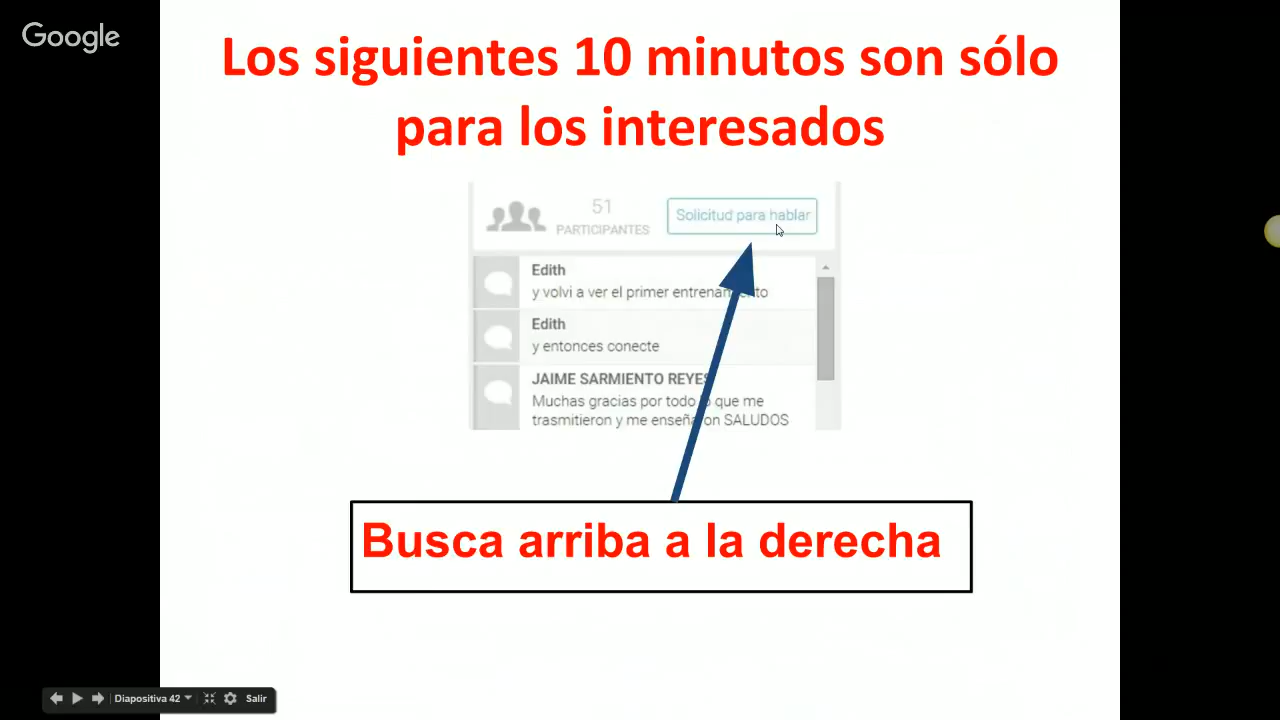 Google
Los siguientes 10 minutos son sólo
para los interesados
51
PARTICIPANTES
Solicitud para hablar
Edith
y volvi a ver el primer entrenamiento
Edith
y entonces conecte
JAIME SARMIENTO REYES
Muchas gracias por todo lo que me
trasmitieron y me enseñaron SALUDOS
Busca arriba a la derecha
Diapositiva 42
Salir